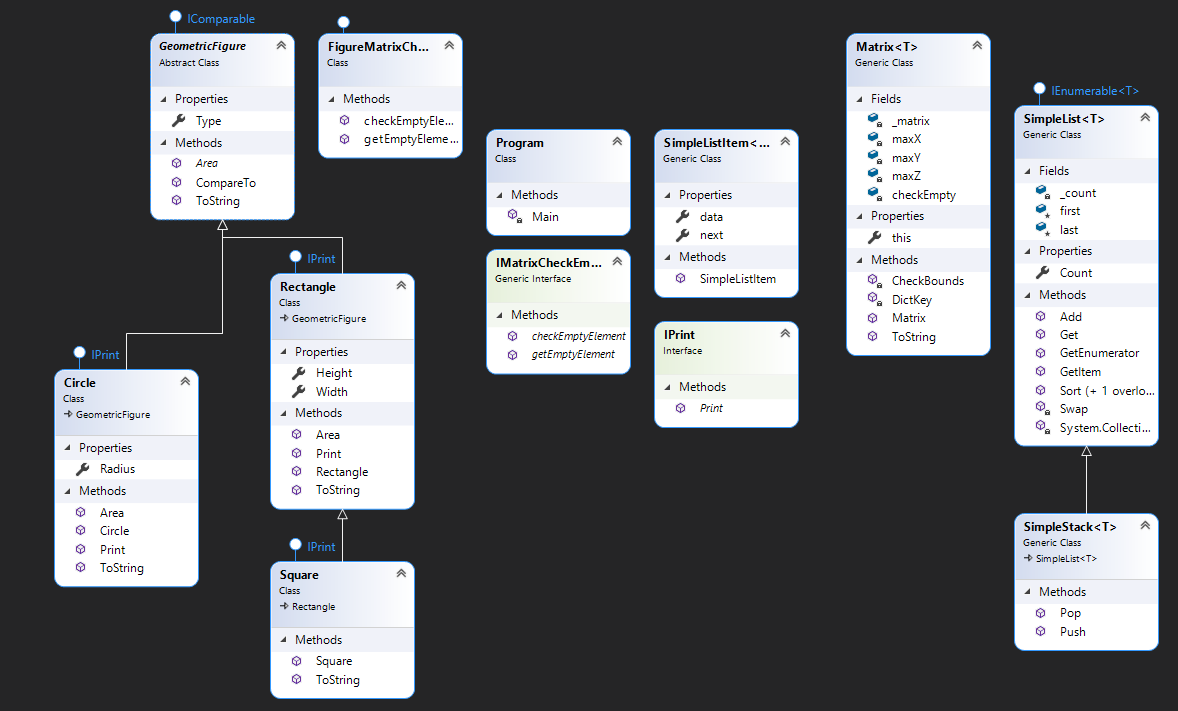 IComparable
GeometricFigure
Abstract Class
Properties
Type
Methods
Area
CompareTo
ToString
FigureMatrixCh...
Class
Methods
checkEmptyEle...
getEmptyEleme...
Program
Class
Methods
Main
IMatrixCheckEm...
Generic Interface
Methods
checkEmptyElement
getEmptyElement
SimpleListItem<...
Generic Class
Properties
data
next
Methods
SimpleListItem
IPrint
Interface
Methods
Print
Matrix<T>
Generic Class
Fields
_matrix
maxX
maxY
maxZ
checkEmpty
Properties
this
Methods
CheckBounds
DictKey
Matrix
ToString
IEnumerable<T>
SimpleList<T>
Generic Class
Fields
_count
first
last
Properties
Count
Methods
Add
Get
GetEnumerator
GetItem
Sort (+ 1 overlo...
Swap
System.Collecti...
IPrint
Rectangle
Class
GeometricFigure
Properties
Height
Width
Methods
Area
Print
Rectangle
ToString
IPrint
Circle
Class
GeometricFigure
Properties
Radius
Methods
Area
Circle
Print
ToString
IPrint
Square
Class
Rectangle
Methods
Square
ToString
SimpleStack<T>
Generic Class
SimpleList<T>
Methods
Pop
Push